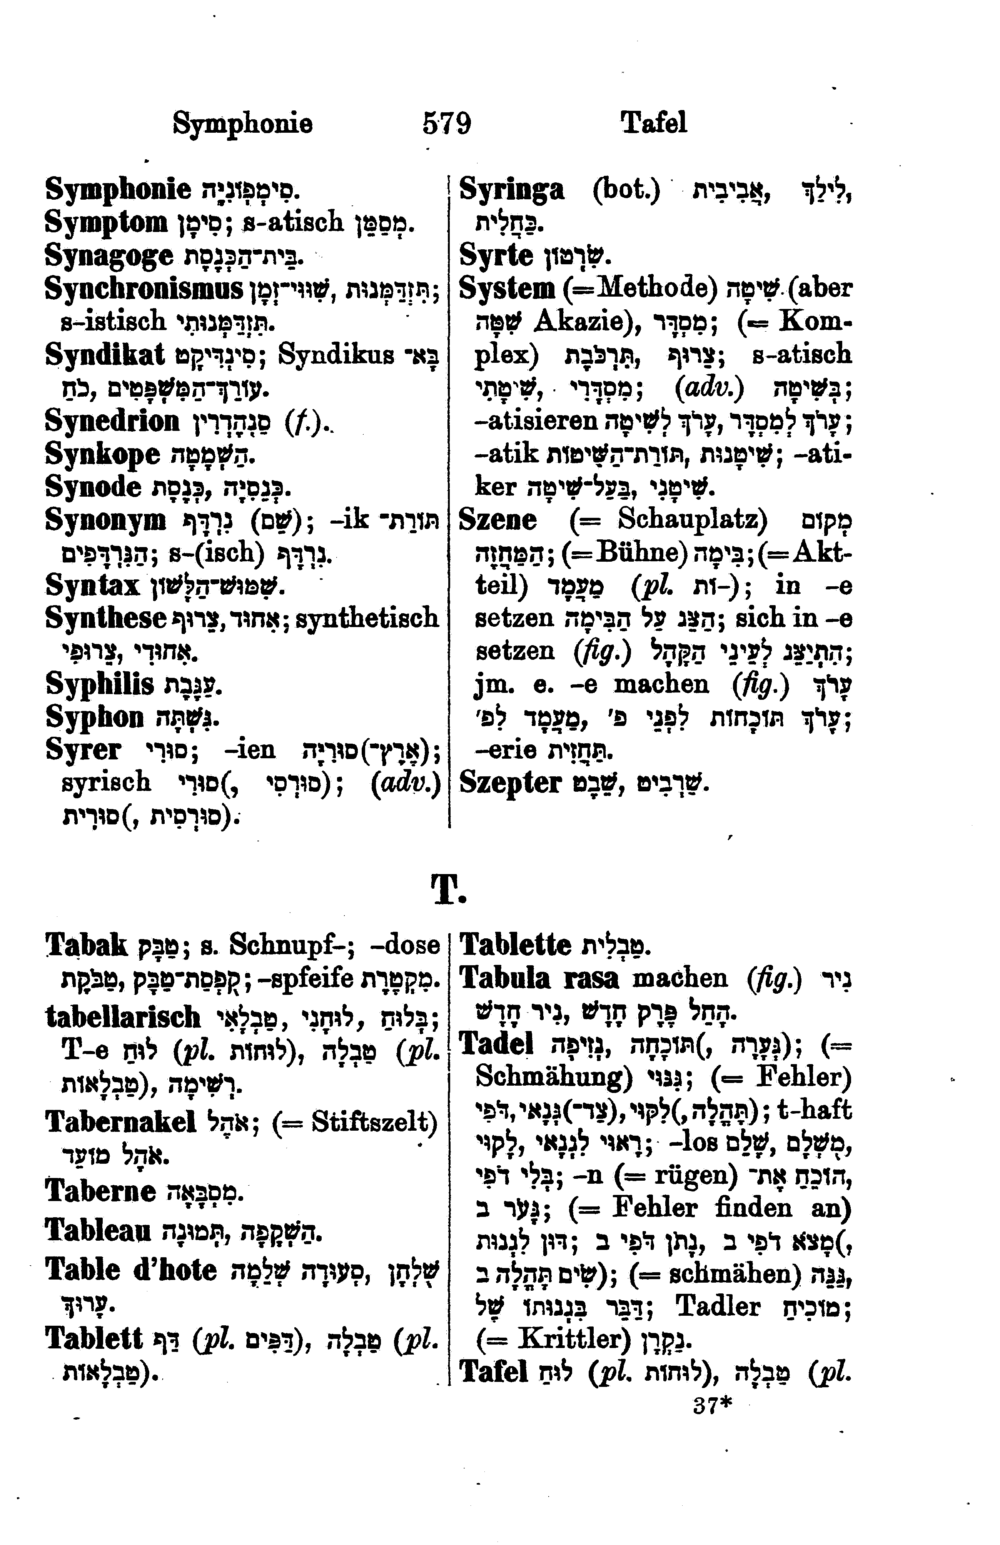 Symphonie 579 Tafel
Symphonie סִימְפוֹנִיָּה.
Symptom סִימָן; s-atisch מְסַמֵּן.
Synagoge בֵּית־הַכְּנֶסֶת.
Synchronismus שִׁוּוּי־זְמָן, תְּזְדַּמְּנוּת;
s-istisch תִּזְדַּמְּנוּתִי.
Syndikat סִינְדִּיקָט; Syndikus בָּא־
כֹּחַ, עוֹרֵךְ־הַמִּשְׁפָּטִים.
Synedrion סַנְהֶדְרִין (f.).
Synkope הַשְׁמָטָה.
Synode כְּנֵסִיָּה, כְּנֶסֶת.
Synonym נִרְדָּף (שֵׁם); -ik תּוֹרַת־
הַנִּרְדָּפִים; s-(isch) נִרְדָּף.
Syntax שִׁמּוּשׁ־הַלָּשׁוֹן.
Synthese אִחוּד, צֵרוּף; synthetisch
אִחוּדִי, צֵרוּפִי.
Syphilis עַגֶּבֶת.
Syphon גִּשְׁתָּה.
Syrer סוּרִי; -ien סוּרְיָה (אֶרֶץ־);
syrisch סוּרִי (, סוּרְסִי); (adv.)
סוּרִית (, סוּרְסִית).
Syringa (bot.) אֲבִיבִית, לִילָךְ,
כַּחֲלִית.
Syrte שִׂרְטוֹן.
System (=Methode) שִׁיטָה (aber
שִׁטָּה Akazie), מִסְדָּר; (= Kom-
plex) תִּרְכֹּבֶת, צֵרוּף; s-atisch
שִׁיטָתִי, מִסְדָּרִי; (adv.) בְּשִׁיטָה;
-atisieren עָרֹךְ לְמִסְדָּר, עָרֹךְ לְשִׁיטָה;
-atik שִׁיטָנוּת, תּוֹרַת־הַשִּׁיטוֹת; -ati-
ker שִׁיטָנִי, בַּעַל־שִׁיטָה.
Szene (= Schauplatz) מְקוֹם
הַמַּחֲזֶה; (=Bühne) בִּימָה; (=Akt-
teil) מַעֲמָד (pl. -וֹת); in -e
setzen הַצֵּג עַל הַבִּימָה; sich in -e
setzen (fig.) הִתְיַצֵּג לְעֵינֵי הַקָּהָל;
jm. e. -e machen (fig.) עָרֹךְ
מַעֲמָד לִפ', עָרֹךְ תּוֹכָחוֹת לִפְנֵי פ';
-erie תַּחֲזִית.
Szepter שֵׁבֶט, שַׁרְבִיט.
T.
Tabak טַבָּק; s. Schnupf-; -dose
טַבֶּקֶת, קֻפְסַת־טַבָּק; -spfeife מִקְטֶרֶת.
tabellarisch טַבְלָאִי, לוּחָנִי, בְּלוּחַ;
T-e לוּחַ (pl. לוּחוֹת), טַבְלָה (pl.
טַבְלָאוֹת), רְשִׁימָה.
Tabernakel אֹהֶל; (= Stiftszelt)
אֹהֶל מוֹעֵד.
Taberne מִסְבָּאָה.
Tableau תְּמוּנָה, הַשְׁקָפָה.
Table d'hote שֻׁלְחָן, סְעוּדָה שְׁלֵמָה
עָרוּךְ.
Tablett דַּף (pl. דַּפִּים), טַבְלָה (pl.
טַבְלָאוֹת).
Tablette טַבְלִית.
Tabula rasa machen (fig.) נִיר
הָחֵל פֶּרֶק חָדָשׁ, נִיר חָדָשׁ.
Tadel נְזִיפָה, תּוֹכָחָה (, גְּעָרָה); (=
Schmähung) גִּנּוּי; (= Fehler)
דֹּפִי, גְּנַאי (צַד־), לִקּוּי (, תָּהֳלָה); t-haft
לָקוּי, רָאוּי לִגְנַאי; -los שָׁלֵם, מֻשְׁלָם,
בְּלִי דֹפִי; -n (= rügen) הוֹכֵחַ אֶת־,
גָּעֹר בּ; (= Fehler finden an)
דּוּן לִגְנוּת; נָתֹן דֹּפִי בּ, מָצֹא דֹפִי בּ (,
שִׂים תָּהֳלָה בּ); (= schmähen) גַּנֵּה,
דַּבֵּר בִּגְנוּתוֹ שֶׁל; Tadler מוֹכִיחַ;
(= Krittler) נַקְרָן.
Tafel לוּחַ (pl. לוּחוֹת), טַבְלָה (pl.
37*